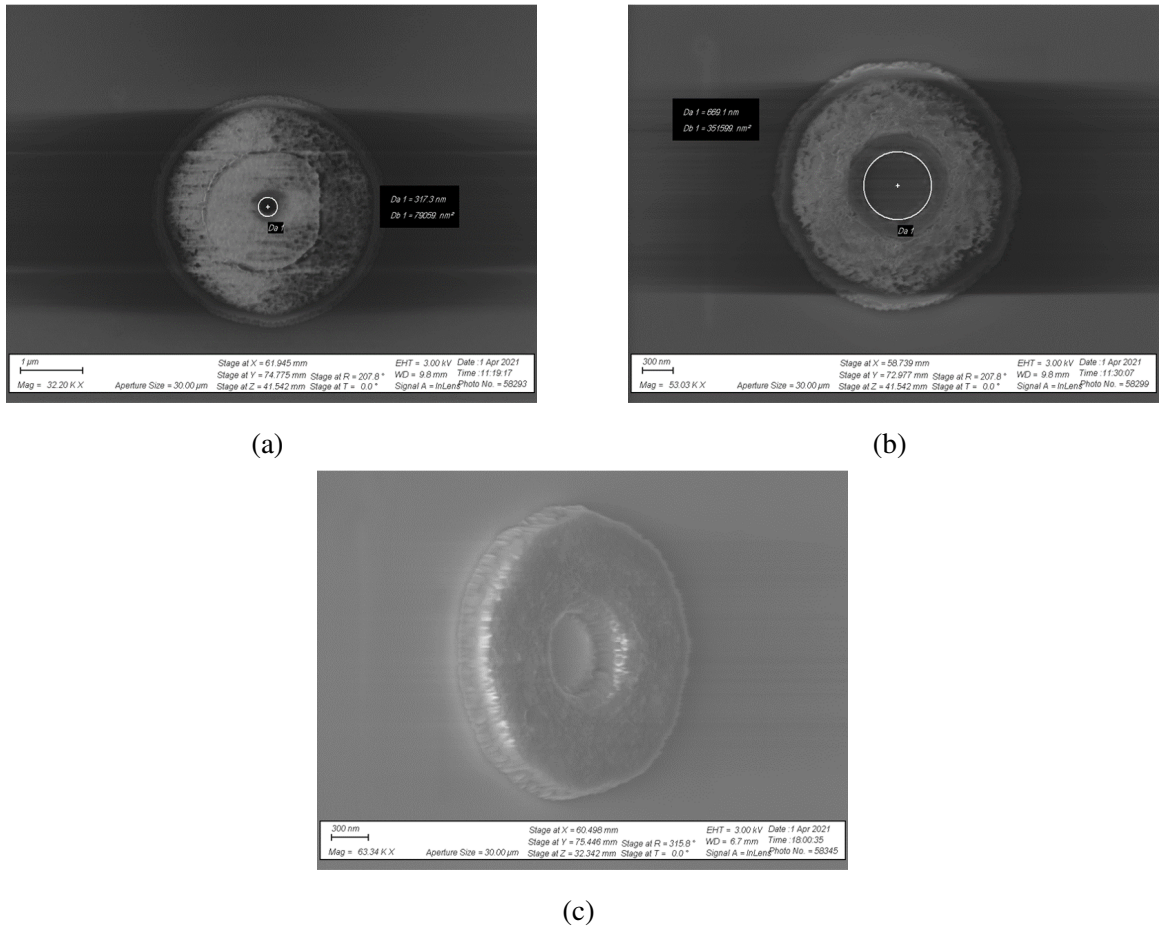 Da 1 = 317.3 nm
Db 1 = 79059 nm²
Da 1
1 µm
Mag = 32.20 K X
Aperture Size = 30.00 µm
Stage at X = 61.945 mm
Stage at Y = 74.775 mm
Stage at Z = 41.542 mm
Stage at R = 207.8 °
Stage at T = 0.0 °
EHT = 3.00 kV
WD = 9.8 mm
Signal A = InLens
Date :1 Apr 2021
Time :11:19:17
Photo No. = 58293
(a)
Da 1 = 669.1 nm
Db 1 = 351599 nm²
Da 1
300 nm
Mag = 53.03 K X
Aperture Size = 30.00 µm
Stage at X = 58.739 mm
Stage at Y = 72.977 mm
Stage at Z = 41.542 mm
Stage at R = 207.8 °
Stage at T = 0.0 °
EHT = 3.00 kV
WD = 9.8 mm
Signal A = InLens
Date :1 Apr 2021
Time :11:30:07
Photo No. = 58299
(b)
300 nm
Mag = 63.34 K X
Aperture Size = 30.00 µm
Stage at X = 60.498 mm
Stage at Y = 75.446 mm
Stage at Z = 32.342 mm
Stage at R = 315.8 °
Stage at T = 0.0 °
EHT = 3.00 kV
WD = 6.7 mm
Signal A = InLens
Date :1 Apr 2021
Time :18:00:35
Photo No. = 58345
(c)